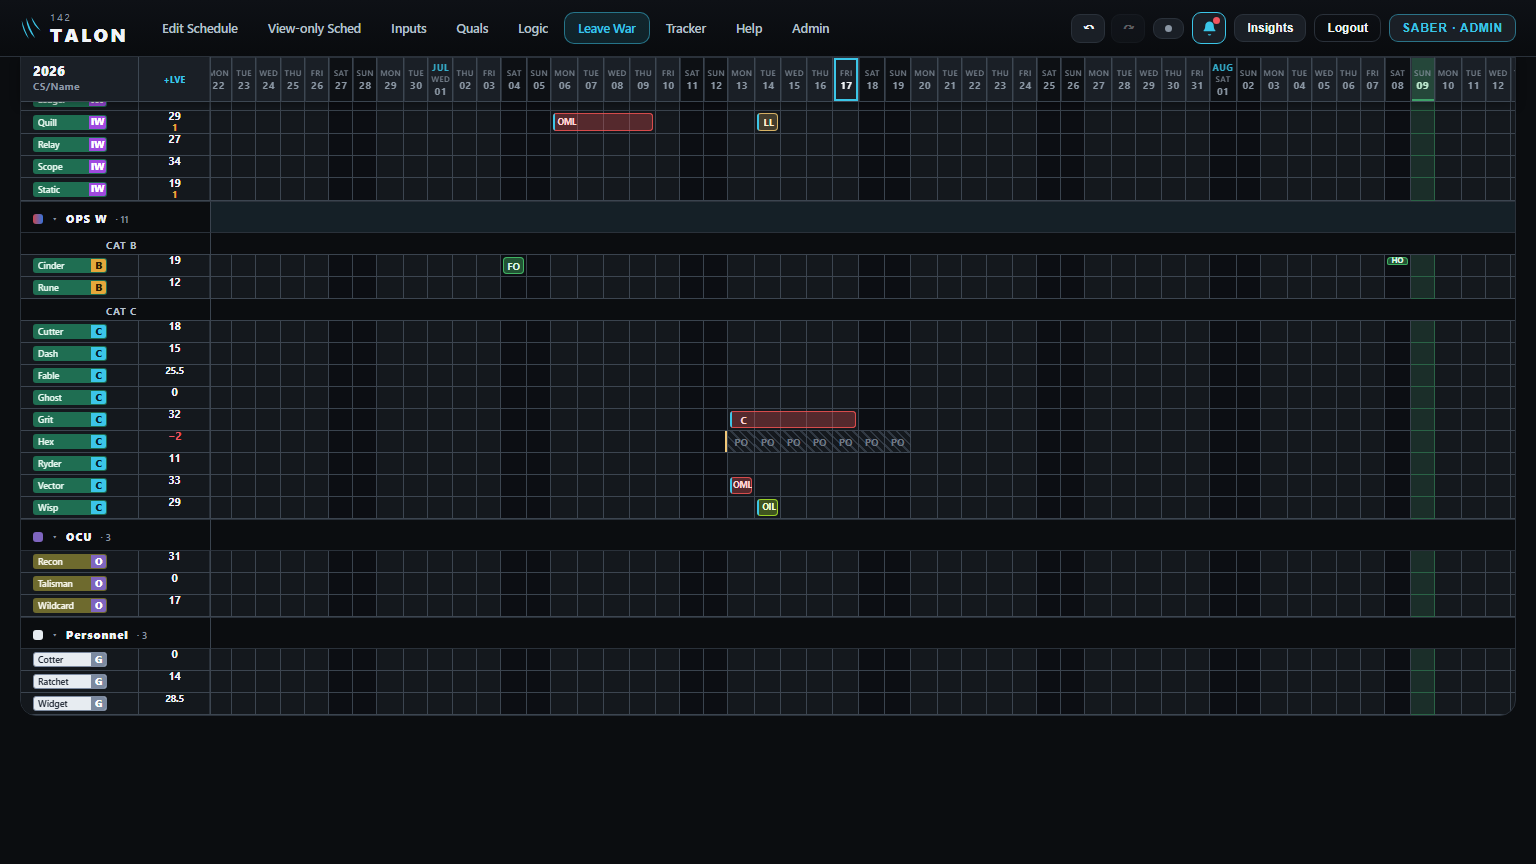 142
TALON
Edit Schedule
View-only Sched
Inputs
Quals
Logic
Leave War
Tracker
Help
Admin
Insights
Logout
SABER · ADMIN
2026
CS/Name
+LVE
MON 22
TUE 23
WED 24
THU 25
FRI 26
SAT 27
SUN 28
MON 29
TUE 30
JUL WED 01
THU 02
FRI 03
SAT 04
SUN 05
MON 06
TUE 07
WED 08
THU 09
FRI 10
SAT 11
SUN 12
MON 13
TUE 14
WED 15
THU 16
FRI 17
SAT 18
SUN 19
MON 20
TUE 21
WED 22
THU 23
FRI 24
SAT 25
SUN 26
MON 27
TUE 28
WED 29
THU 30
FRI 31
AUG SAT 01
SUN 02
MON 03
TUE 04
WED 05
THU 06
FRI 07
SAT 08
SUN 09
MON 10
TUE 11
WED 12
Quill IW 29 1 OML LL
Relay IW 27
Scope IW 34
Static IW 19 1
OPS W · 11
CAT B
Cinder B 19 FO HO
Rune B 12
CAT C
Cutter C 18
Dash C 15
Fable C 25.5
Ghost C 0
Grit C 32 C
Hex C −2 PO PO PO PO PO PO PO
Ryder C 11
Vector C 33 OML
Wisp C 29 OIL
OCU · 3
Recon O 31
Talisman O 0
Wildcard O 17
Personnel · 3
Cotter G 0
Ratchet G 14
Widget G 28.5